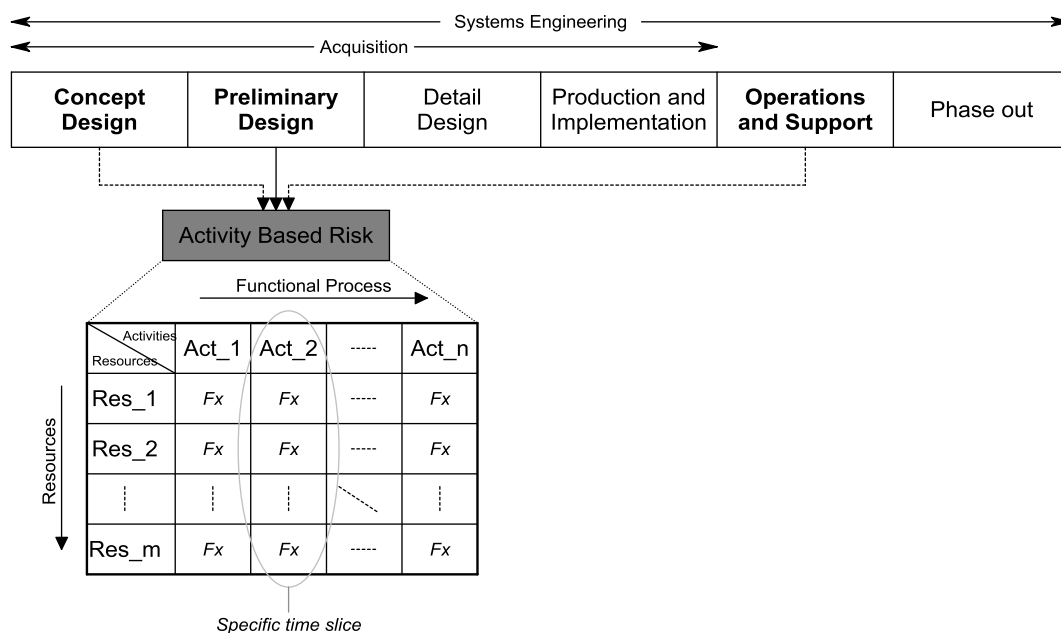 Systems Engineering
Acquisition
Concept Design
Preliminary Design
Detail Design
Production and Implementation
Operations and Support
Phase out
Activity Based Risk
Functional Process
Activities
Resources
Act_1 Act_2 ----- Act_n
Resources
Res_1 Fx Fx ----- Fx
Res_2 Fx Fx ----- Fx
Res_m Fx Fx ----- Fx
Specific time slice